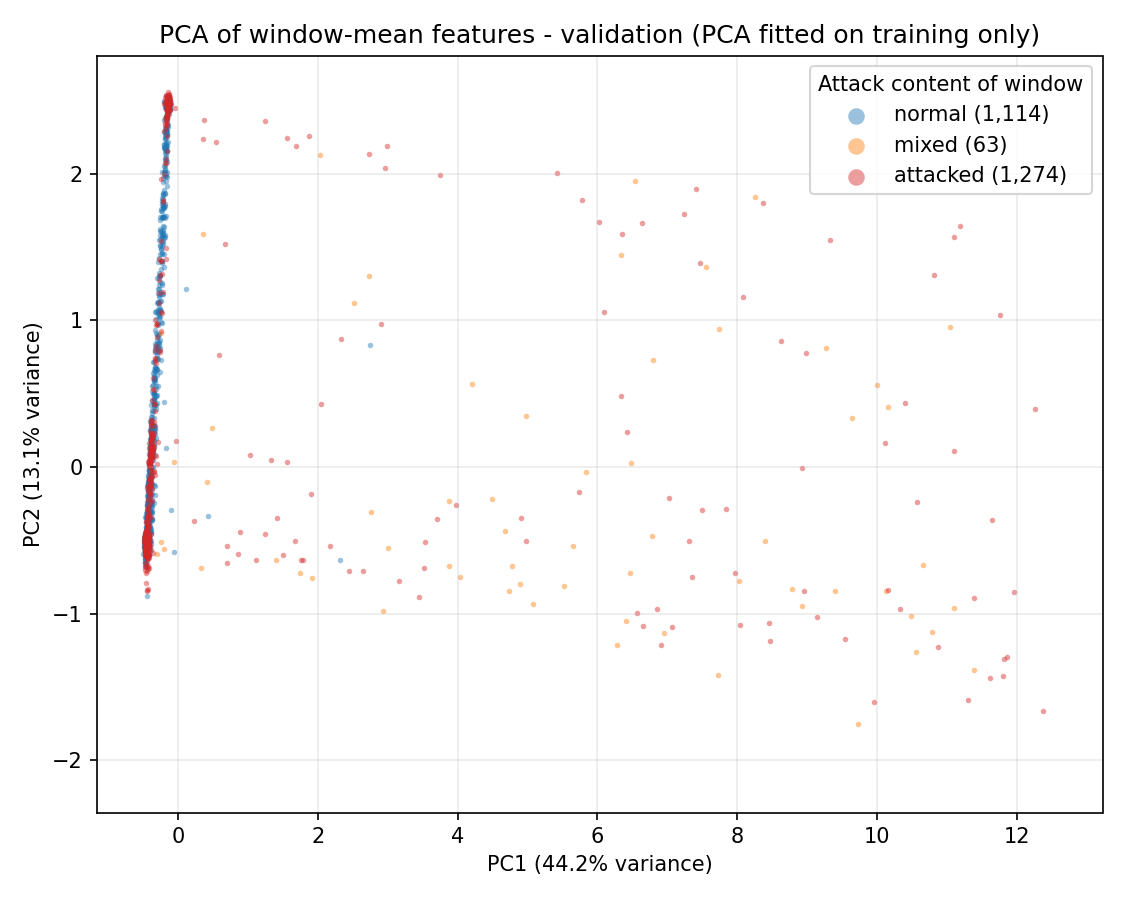 PCA of window-mean features - validation (PCA fitted on training only)
Attack content of window
normal (1,114)
mixed (63)
attacked (1,274)
PC2 (13.1% variance)
2
1
0
−1
−2
0 2 4 6 8 10 12
PC1 (44.2% variance)